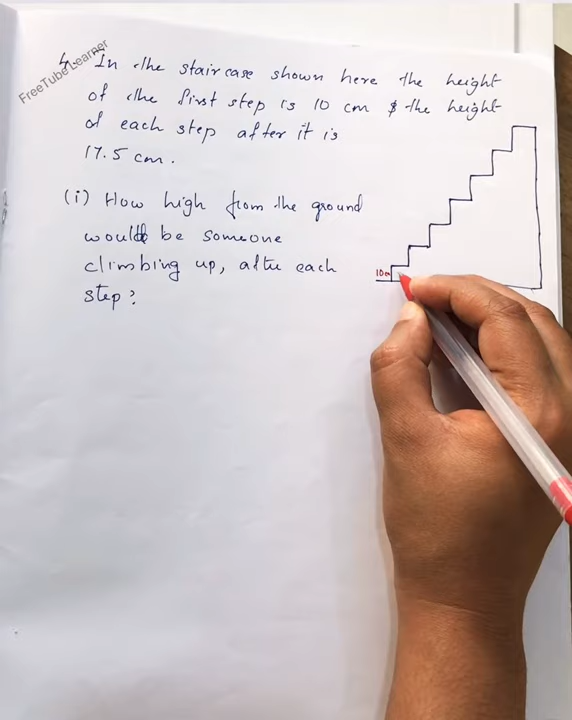 FreeTube Learner
4. In the staircase shown here the height
of the first step is 10 cm & the height
of each step after it is
17.5 cm.
(i) How high from the ground
would be someone
climbing up, after each
step?
10